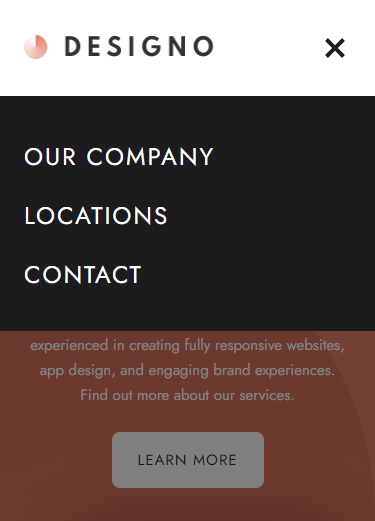 DESIGNO
OUR COMPANY
LOCATIONS
CONTACT
experienced in creating fully responsive websites,
app design, and engaging brand experiences.
Find out more about our services.
LEARN MORE